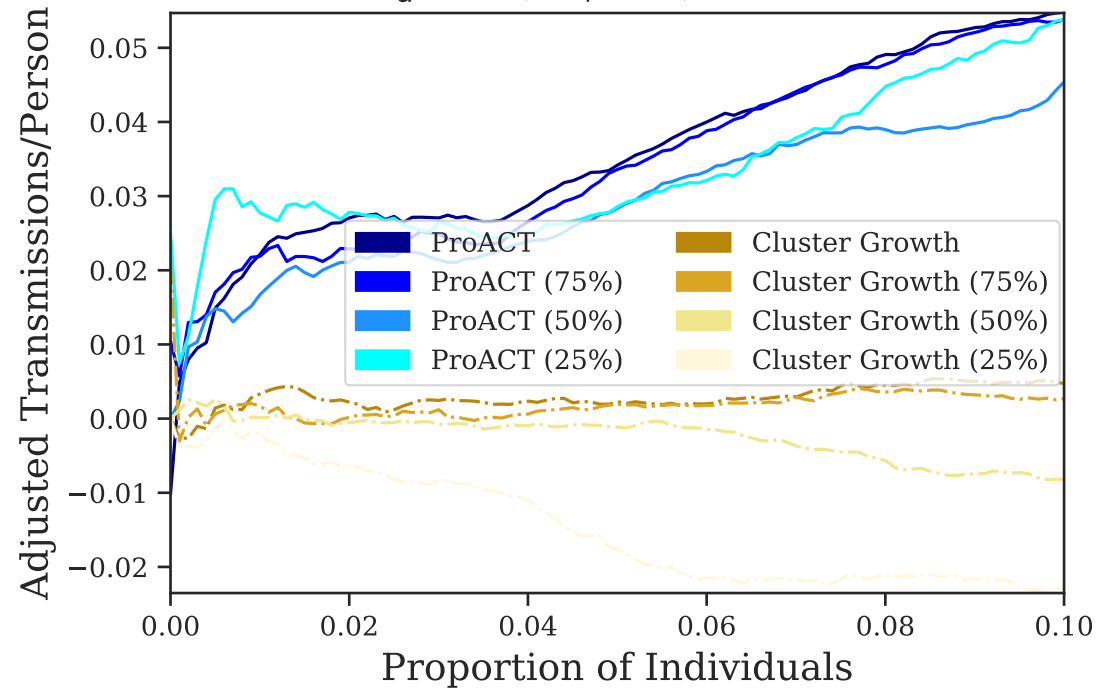 Adjusted Transmissions/Person
0.05
0.04
0.03
0.02
0.01
0.00
−0.01
−0.02
ProACT
ProACT (75%)
ProACT (50%)
ProACT (25%)
Cluster Growth
Cluster Growth (75%)
Cluster Growth (50%)
Cluster Growth (25%)
0.00 0.02 0.04 0.06 0.08 0.10
Proportion of Individuals